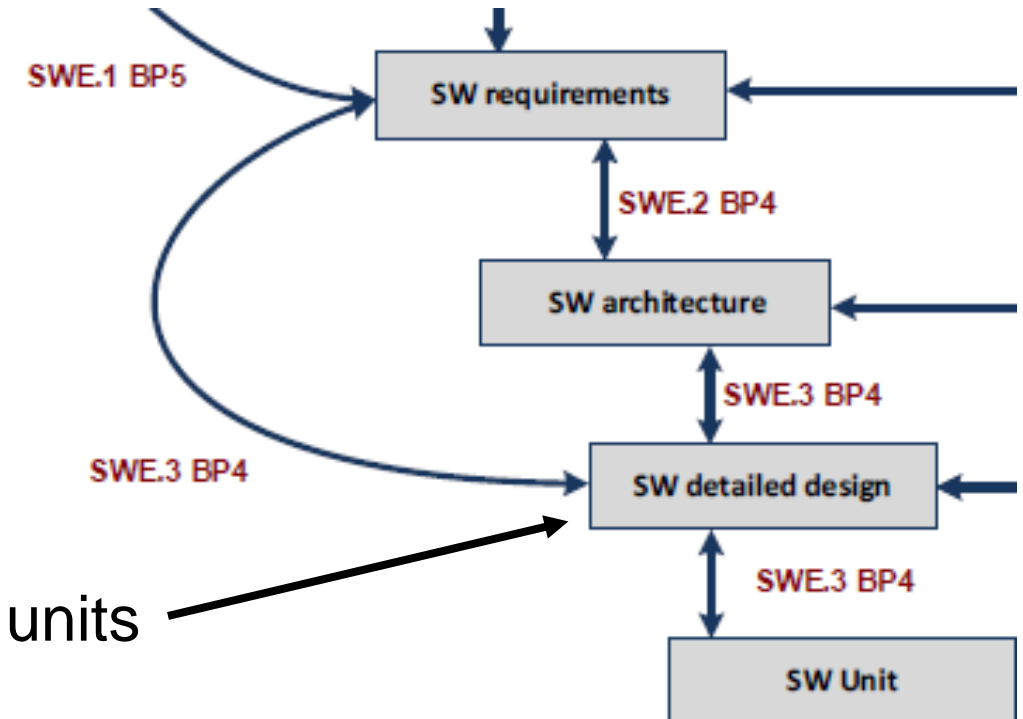 SWE.1 BP5
SW requirements
SWE.2 BP4
SW architecture
SWE.3 BP4
SWE.3 BP4
SW detailed design
SWE.3 BP4
units
SW Unit